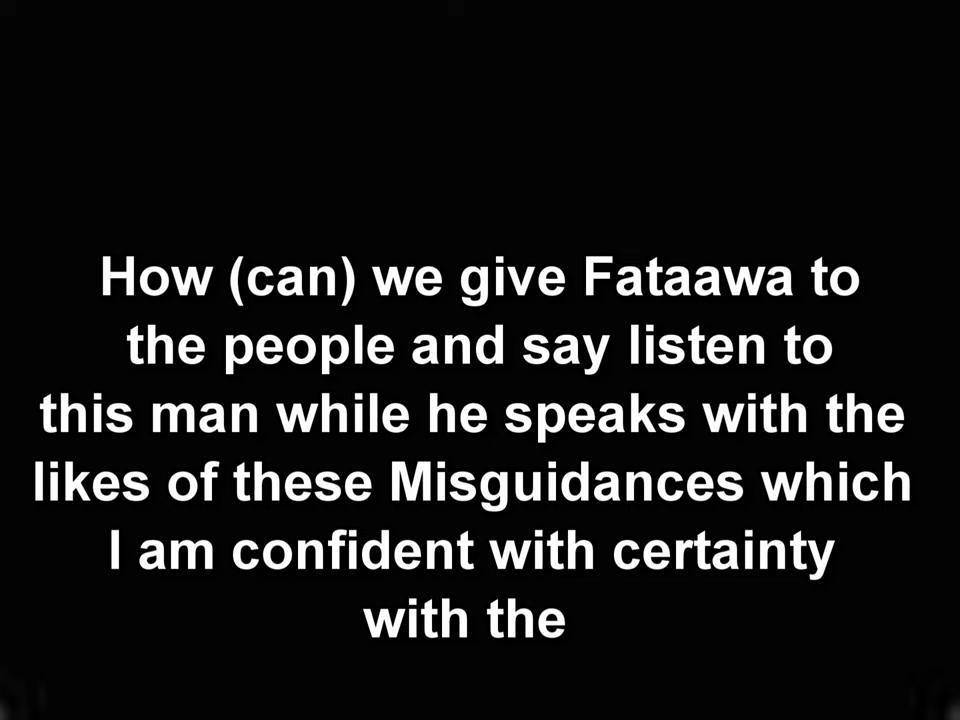 How (can) we give Fataawa to
the people and say listen to
this man while he speaks with the
likes of these Misguidances which
I am confident with certainty
with the